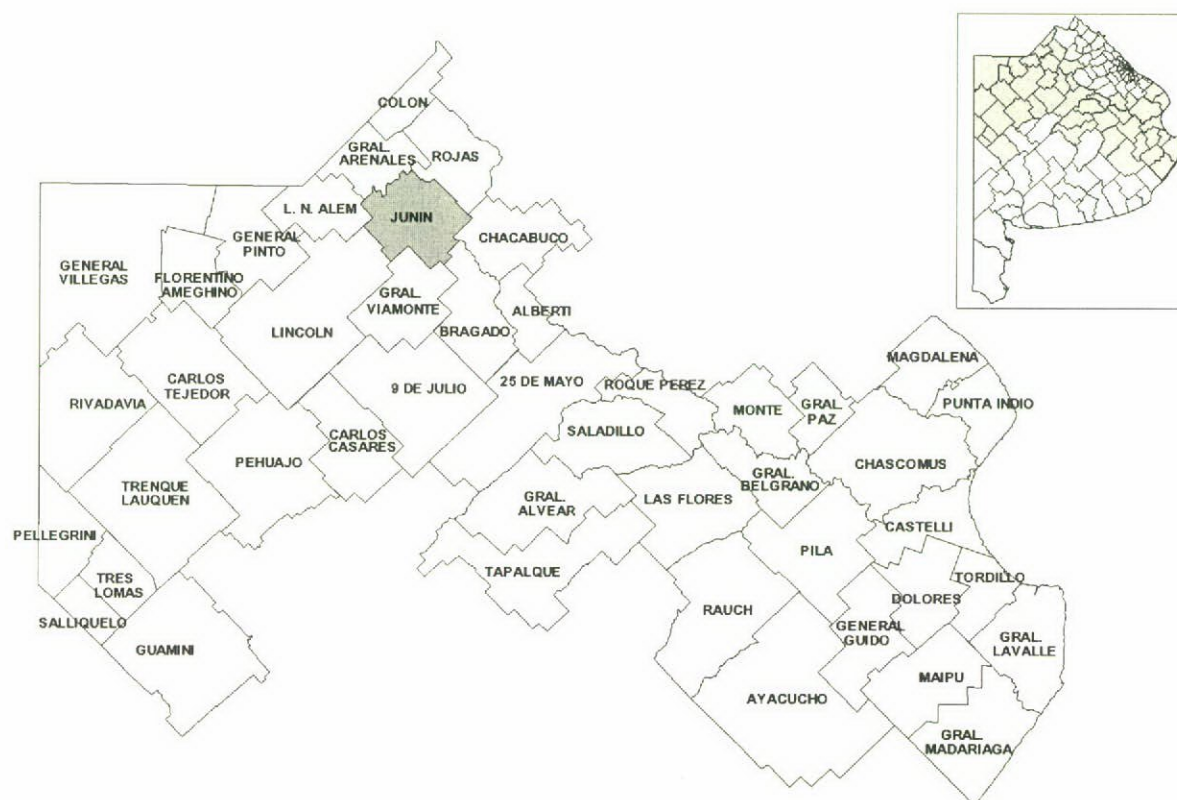 COLON
GRAL.
ARENALES
ROJAS
L. N. ALEM
JUNIN
CHACABUCO
GENERAL
PINTO
GENERAL
VILLEGAS
FLORENTINO
AMEGHINO
GRAL.
VIAMONTE
ALBERTI
LINCOLN
BRAGADO
MAGDALENA
CARLOS
TEJEDOR
9 DE JULIO
25 DE MAYO
ROQUE PEREZ
RIVADAVIA
MONTE
GRAL.
PAZ
PUNTA INDIO
SALADILLO
CARLOS
CASARES
PEHUAJO
CHASCOMUS
GRAL.
BELGRANO
TRENQUE
LAUQUEN
GRAL.
ALVEAR
LAS FLORES
CASTELLI
PELLEGRINI
PILA
TAPALQUE
TRES
LOMAS
TORDILLO
DOLORES
RAUCH
SALLIQUELO
GENERAL
GUIDO
GRAL.
LAVALLE
GUAMINI
MAIPU
AYACUCHO
GRAL.
MADARIAGA